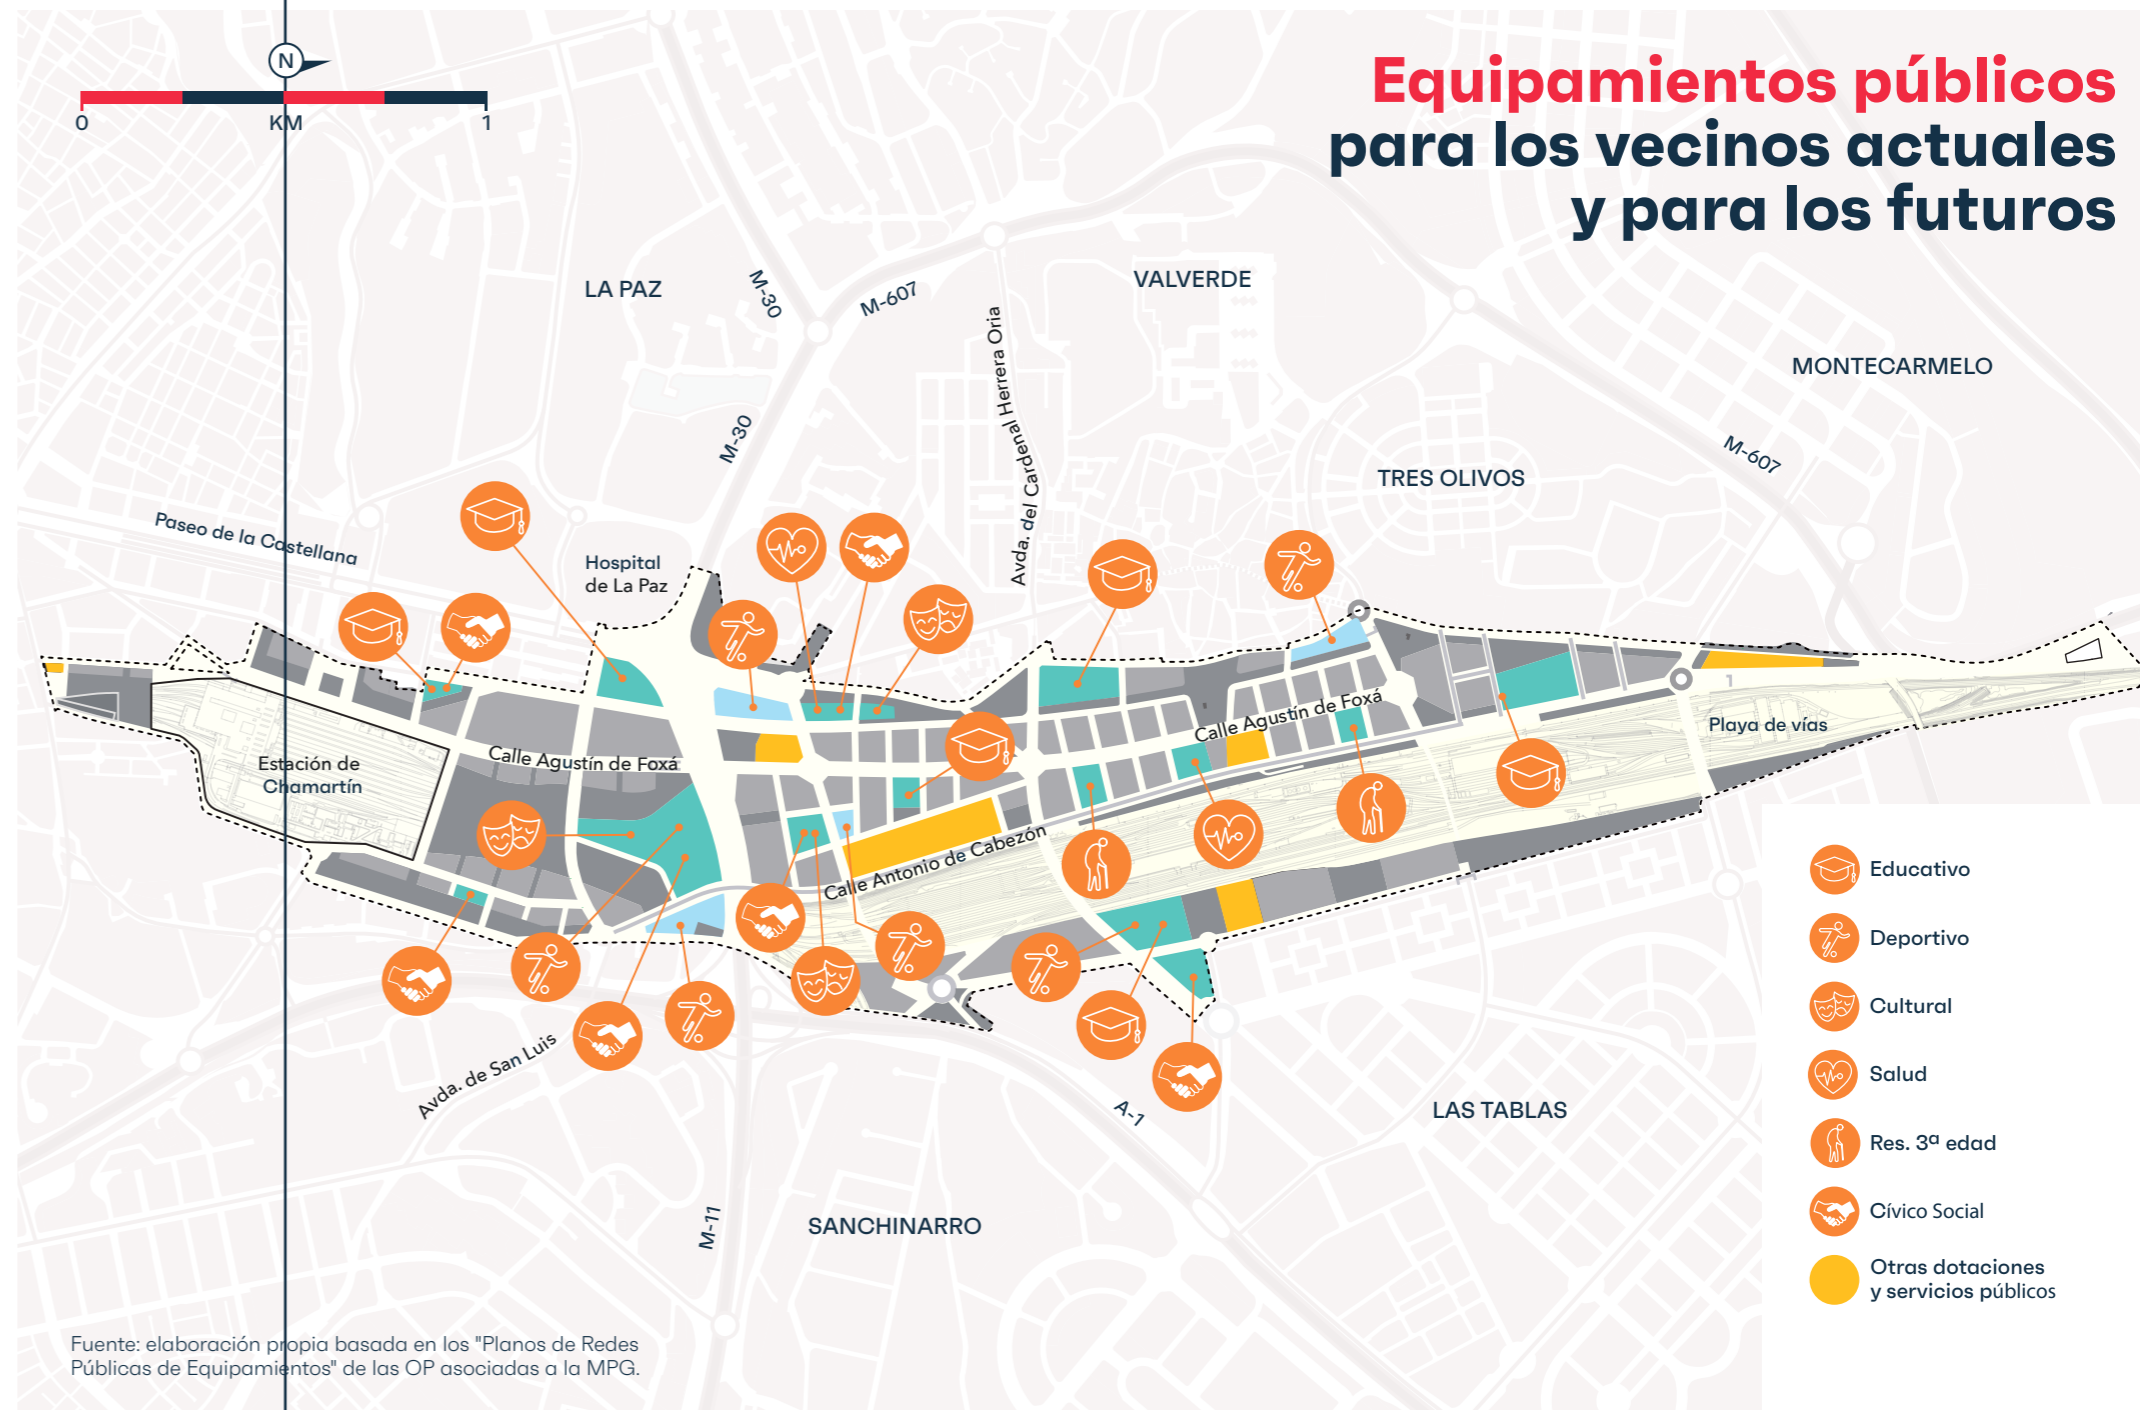 N
0 KM 1
Equipamientos públicos
para los vecinos actuales
y para los futuros
LA PAZ
M-30
M-607
VALVERDE
MONTECARMELO
Avda. del Cardenal Herrera Oria
M-30
M-607
TRES OLIVOS
Paseo de la Castellana
Hospital
de La Paz
Calle Agustín de Foxá
1
Playa de vías
Estación de
Chamartín
Calle Agustín de Foxá
Calle Antonio de Cabezón
Avda. de San Luis
A-1
LAS TABLAS
M-11
SANCHINARRO
Educativo
Deportivo
Cultural
Salud
Res. 3ª edad
Cívico Social
Otras dotaciones
y servicios públicos
Fuente: elaboración propia basada en los "Planos de Redes
Públicas de Equipamientos" de las OP asociadas a la MPG.